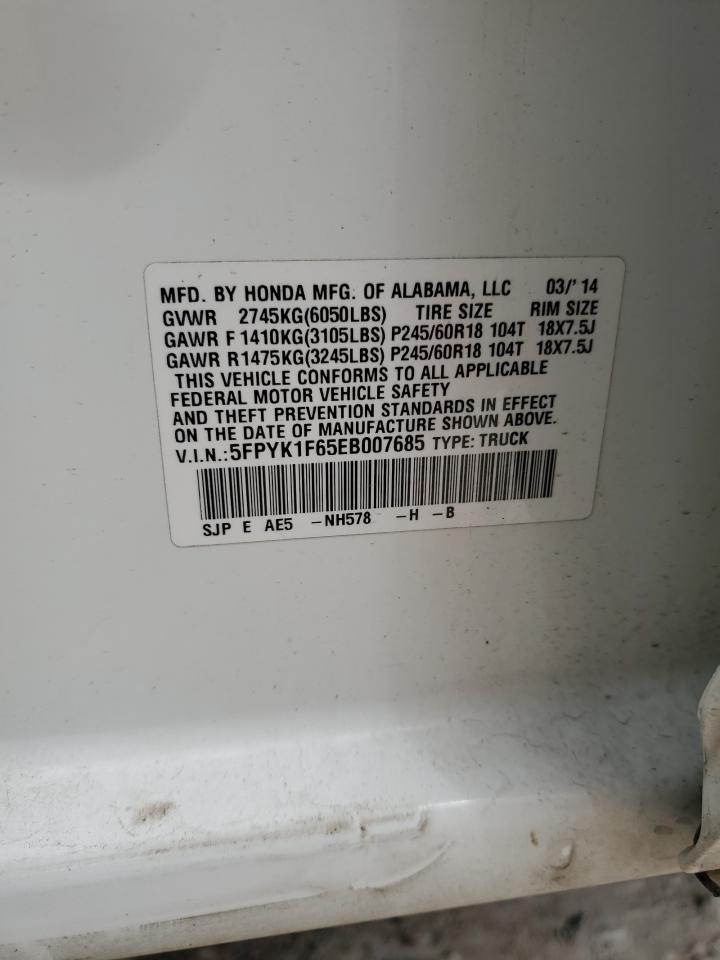 MFD. BY HONDA MFG. OF ALABAMA, LLC 03/'14
GVWR 2745KG(6050LBS) TIRE SIZE RIM SIZE
GAWR F 1410KG(3105LBS) P245/60R18 104T 18X7.5J
GAWR R1475KG(3245LBS) P245/60R18 104T 18X7.5J
THIS VEHICLE CONFORMS TO ALL APPLICABLE
FEDERAL MOTOR VEHICLE SAFETY
AND THEFT PREVENTION STANDARDS IN EFFECT
ON THE DATE OF MANUFACTURE SHOWN ABOVE.
V.I.N.:5FPYK1F65EB007685 TYPE: TRUCK
SJP E AE5 -NH578 -H -B